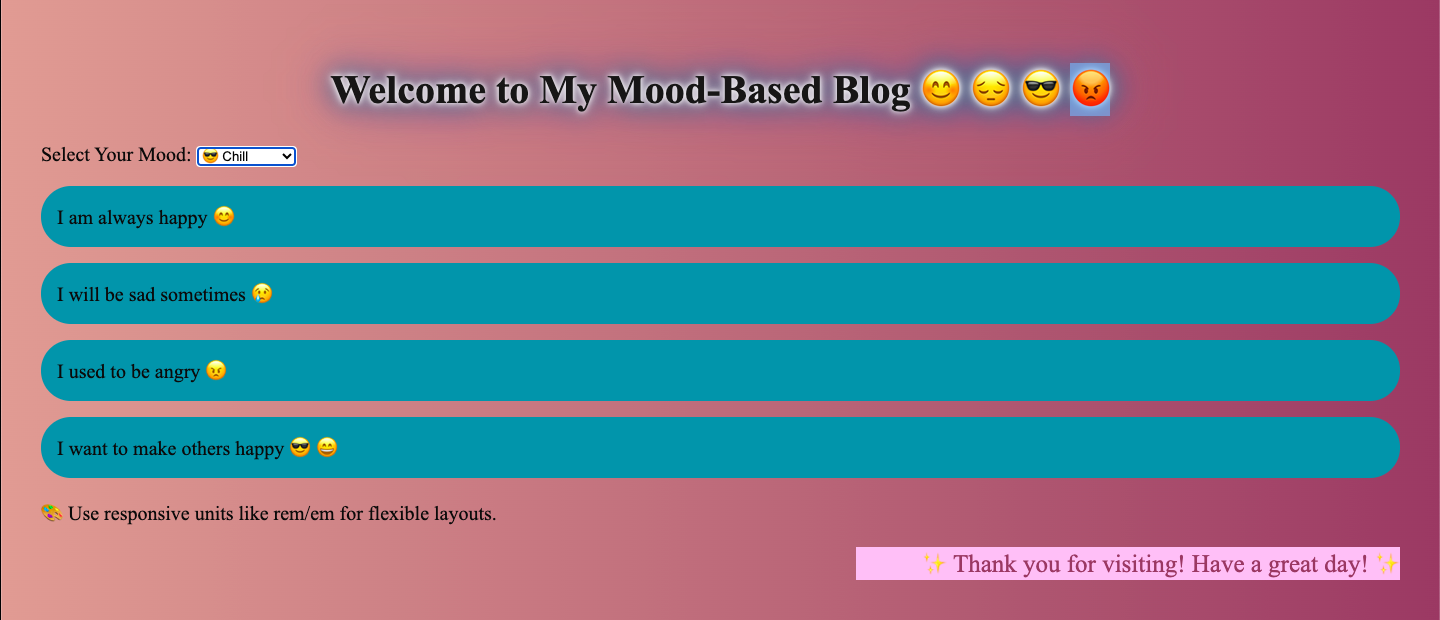 Welcome to My Mood-Based Blog 😊 😔 😎 😡
Select Your Mood: 😎 Chill
I am always happy 😊
I will be sad sometimes 😢
I used to be angry 😠
I want to make others happy 😎 😄
🎨 Use responsive units like rem/em for flexible layouts.
✨ Thank you for visiting! Have a great day! ✨